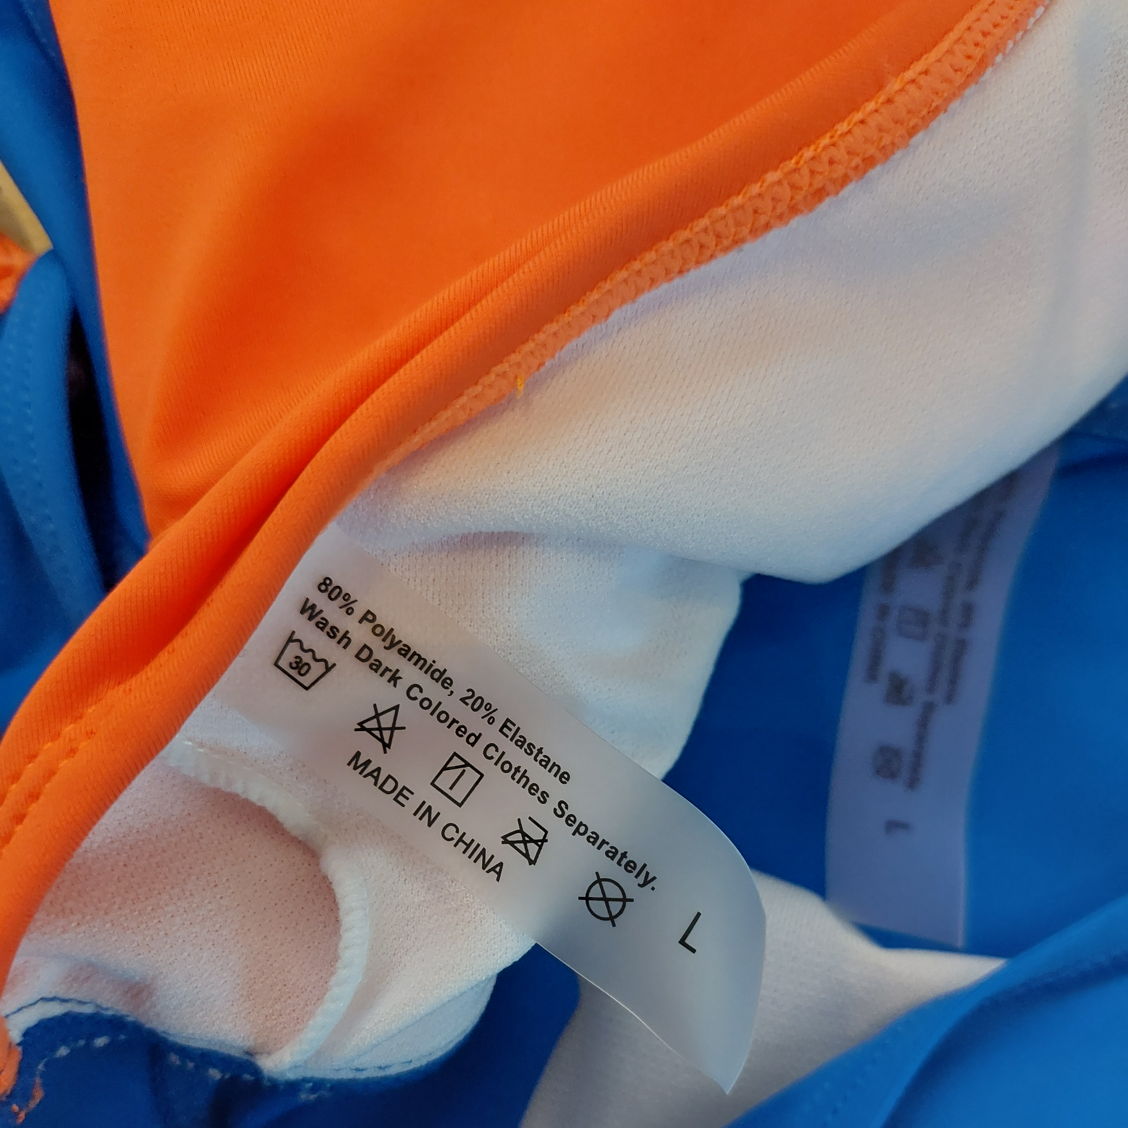 80% Polyamide, 20% Elastane
Wash Dark Colored Clothes Separately.
30
MADE IN CHINA
L
L